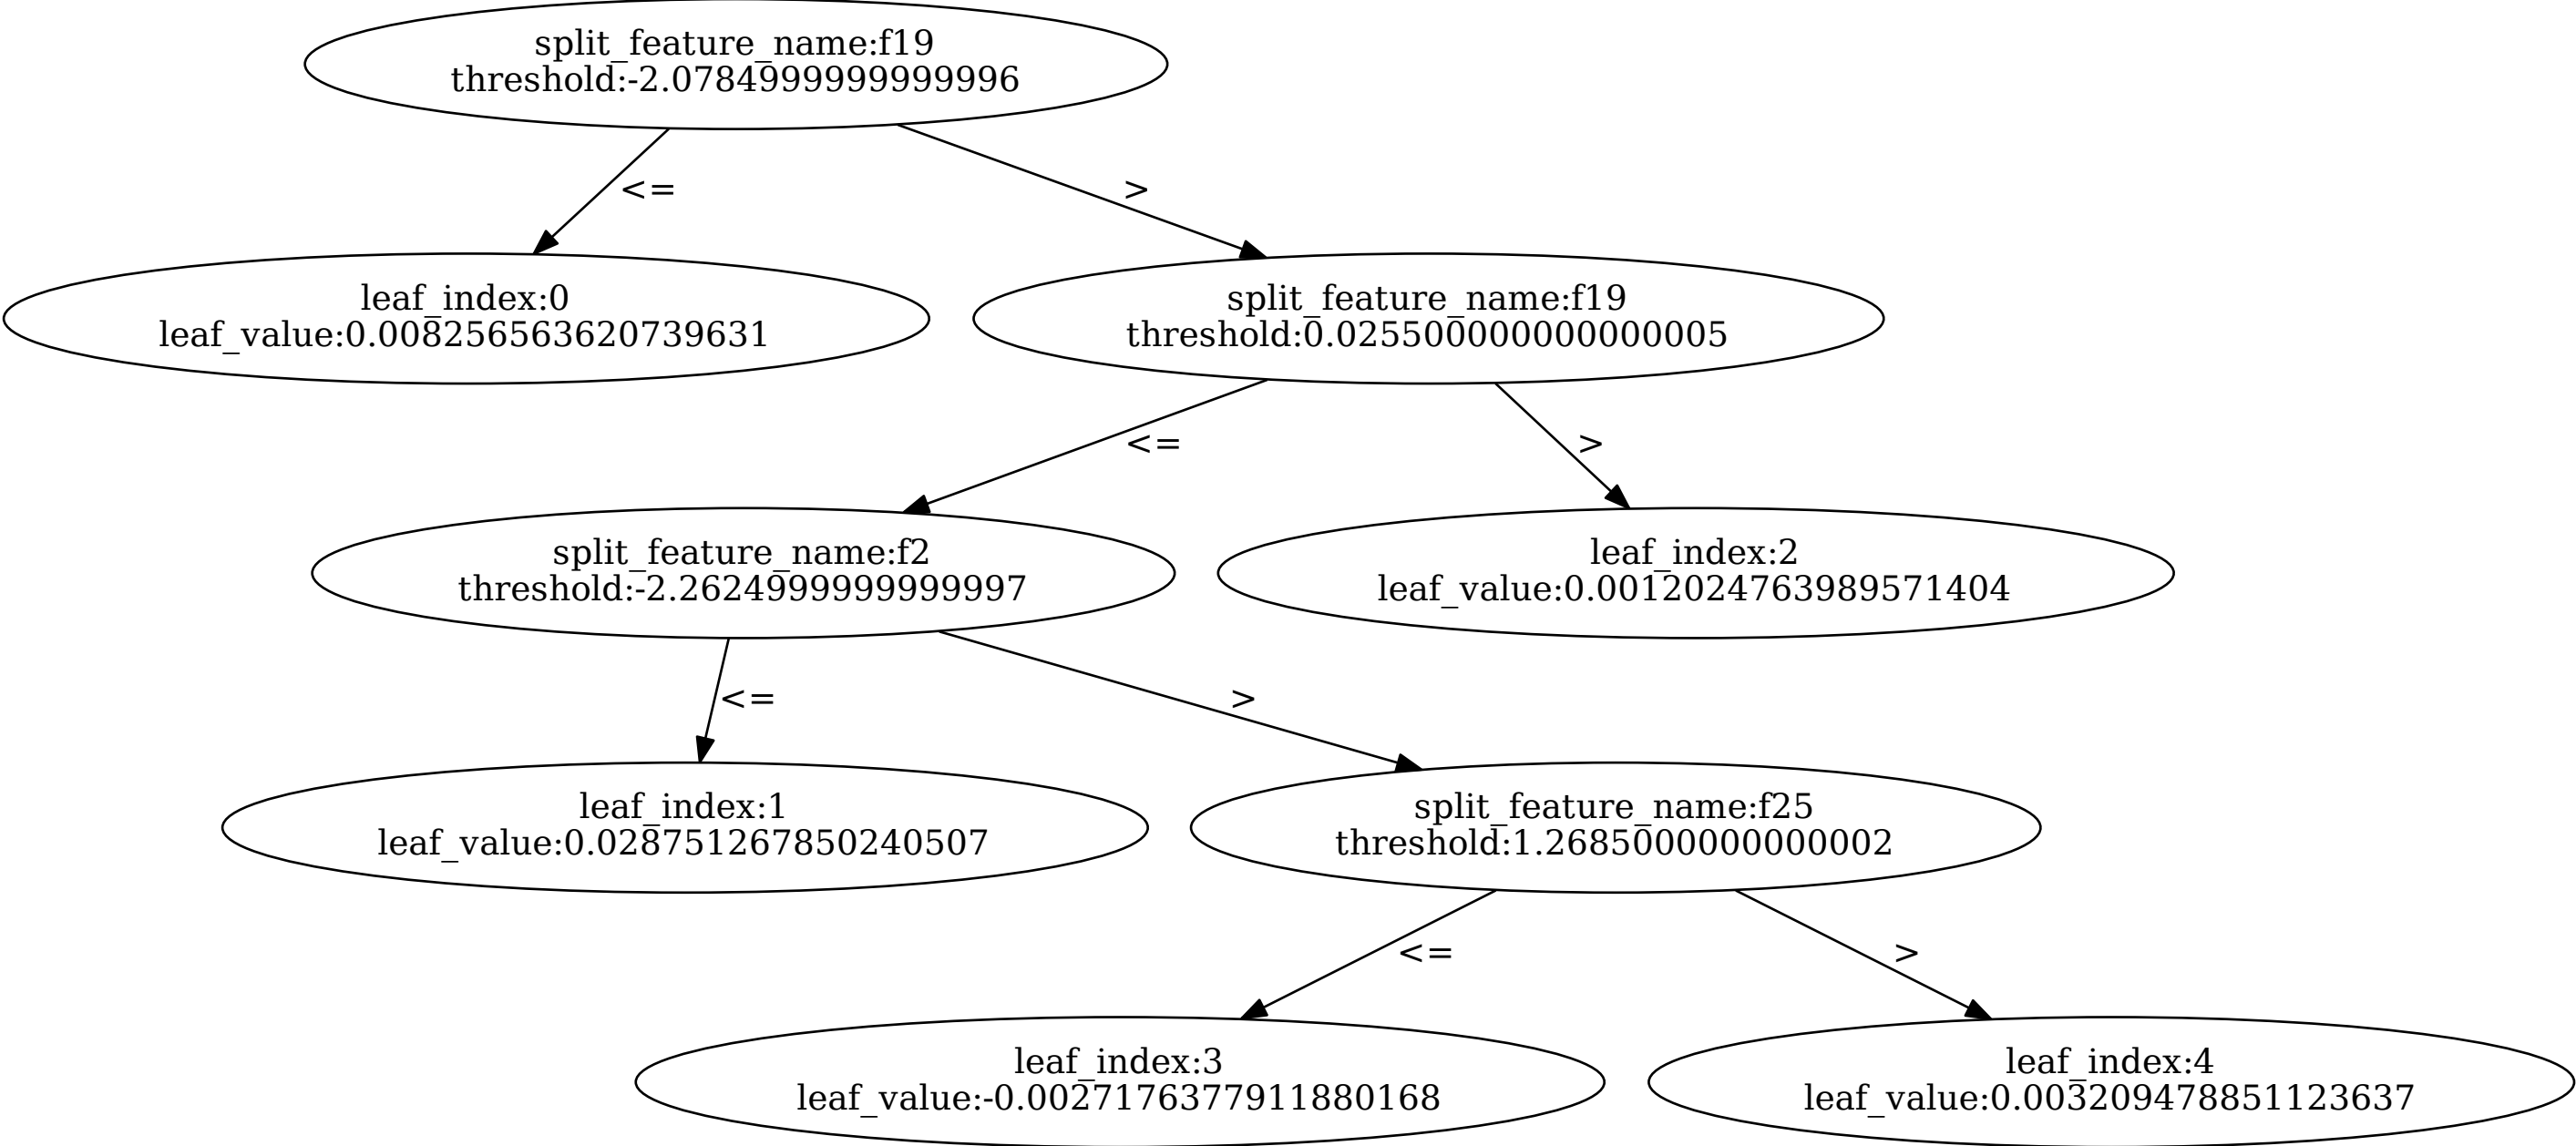 split_feature_name:f19
threshold:-2.0784999999999996
<=
>
leaf_index:0
leaf_value:0.008256563620739631
split_feature_name:f19
threshold:0.025500000000000005
<=
>
split_feature_name:f2
threshold:-2.2624999999999997
leaf_index:2
leaf_value:0.0012024763989571404
<=
>
leaf_index:1
leaf_value:0.028751267850240507
split_feature_name:f25
threshold:1.2685000000000002
<=
>
leaf_index:3
leaf_value:-0.0027176377911880168
leaf_index:4
leaf_value:0.003209478851123637